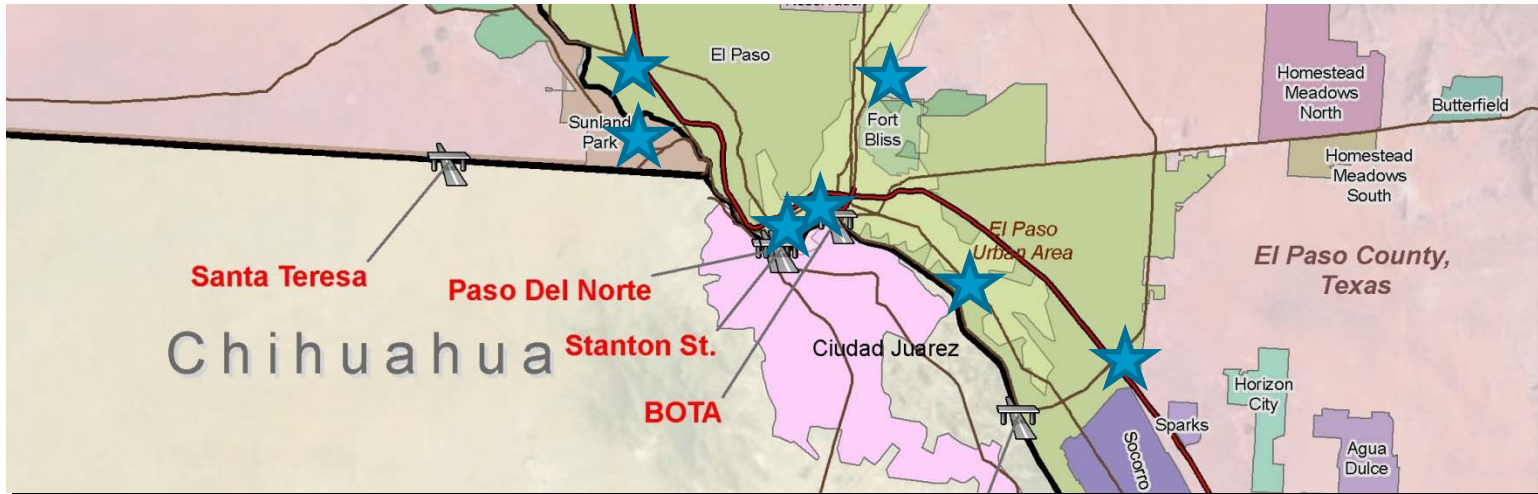 Reservation
El Paso
Homestead
Meadows
North
Butterfield
Sunland
Park
Fort
Bliss
Homestead
Meadows
South
El Paso
Urban Area
El Paso County,
Texas
Santa Teresa
Paso Del Norte
Chihuahua
Stanton St.
Ciudad Juarez
BOTA
Horizon
City
Sparks
Socorro
Agua
Dulce